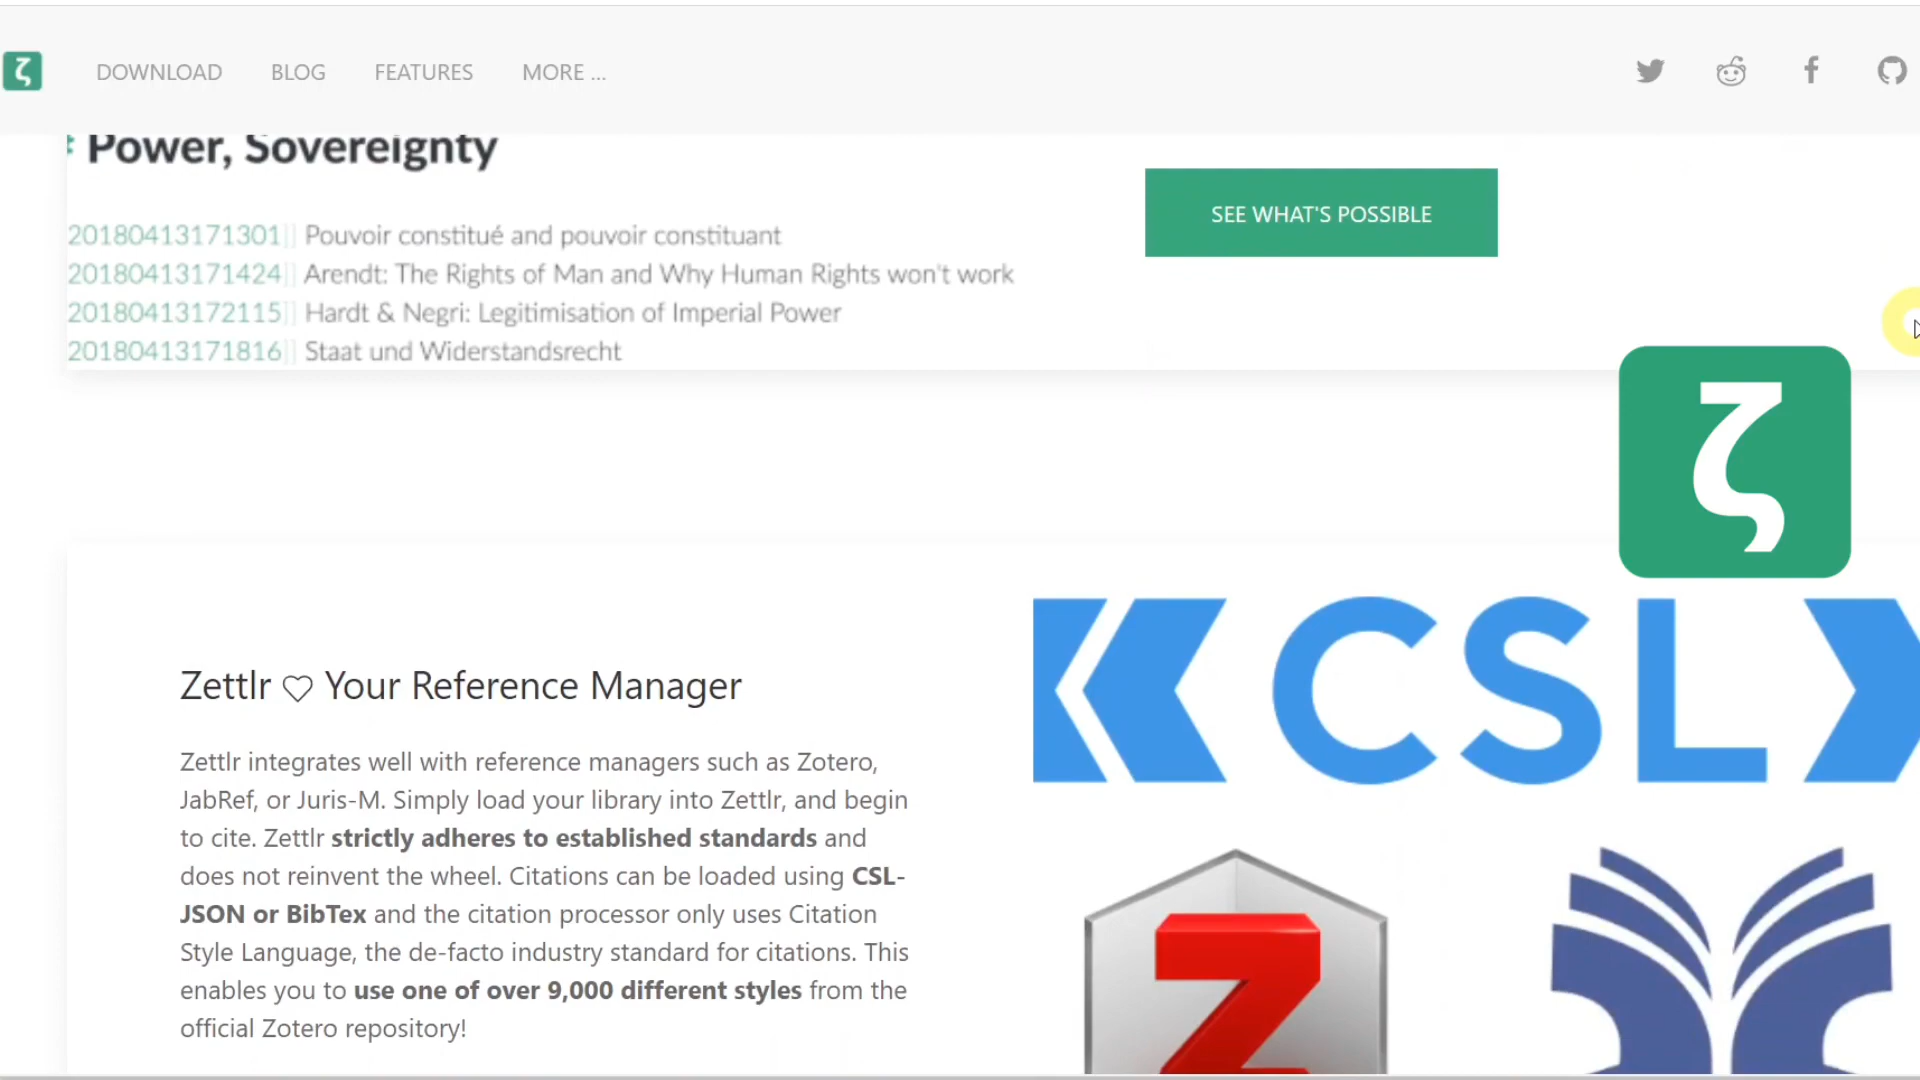 ζ DOWNLOAD BLOG FEATURES MORE ...
Power, Sovereignty
SEE WHAT'S POSSIBLE
20180413171301]] Pouvoir constitué and pouvoir constituant
20180413171424]] Arendt: The Rights of Man and Why Human Rights won't work
20180413172115]] Hardt & Negri: Legitimisation of Imperial Power
20180413171816]] Staat und Widerstandsrecht
ζ
CSL
Zettlr ♡ Your Reference Manager
Zettlr integrates well with reference managers such as Zotero,
JabRef, or Juris-M. Simply load your library into Zettlr, and begin
to cite. Zettlr strictly adheres to established standards and
does not reinvent the wheel. Citations can be loaded using CSL-
JSON or BibTex and the citation processor only uses Citation
Style Language, the de-facto industry standard for citations. This
enables you to use one of over 9,000 different styles from the
official Zotero repository!
Z